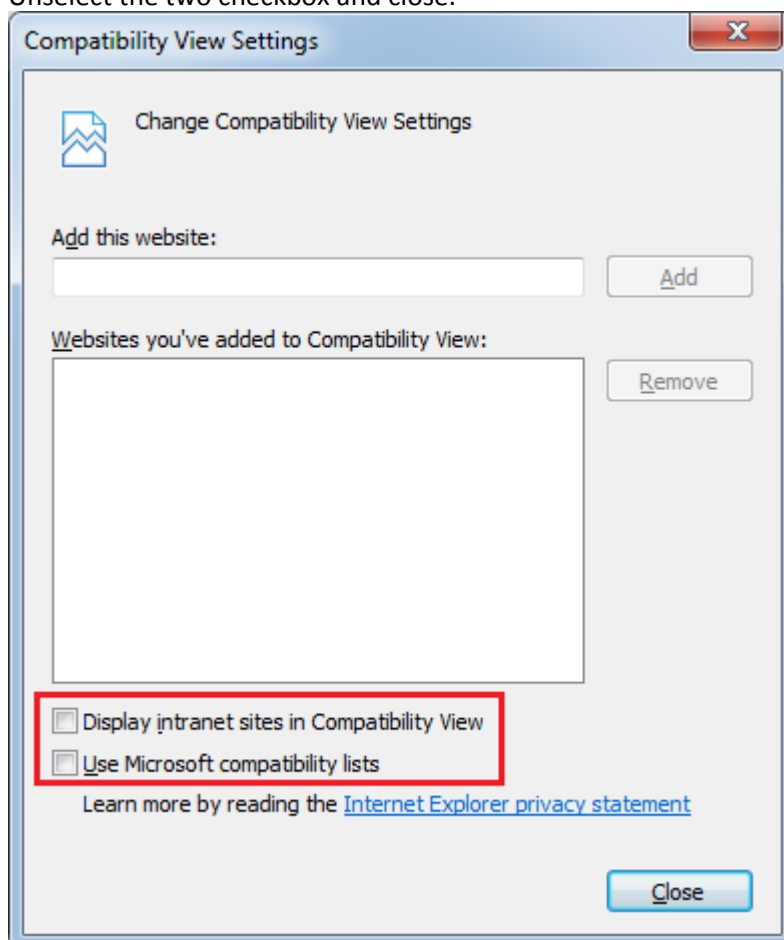 Unselect the two checkbox and close.
Compatibility View Settings
X
Change Compatibility View Settings
Add this website:
Add
Websites you've added to Compatibility View:
Remove
Display intranet sites in Compatibility View
Use Microsoft compatibility lists
Learn more by reading the Internet Explorer privacy statement
Close